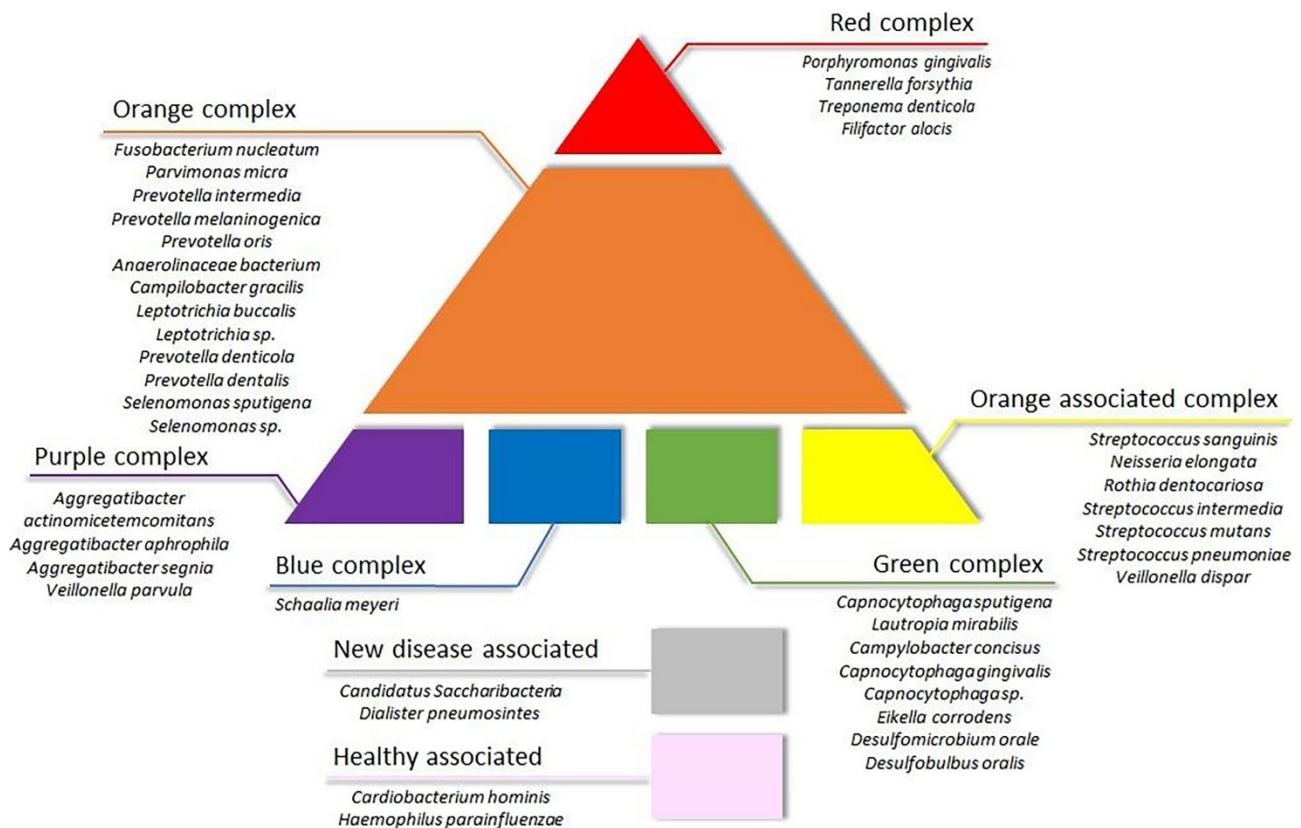 Red complex
Porphyromonas gingivalis
Tannerella forsythia
Treponema denticola
Filifactor alocis
Orange complex
Fusobacterium nucleatum
Parvimonas micra
Prevotella intermedia
Prevotella melaninogenica
Prevotella oris
Anaerolinaceae bacterium
Campilobacter gracilis
Leptotrichia buccalis
Leptotrichia sp.
Prevotella denticola
Prevotella dentalis
Selenomonas sputigena
Selenomonas sp.
Orange associated complex
Streptococcus sanguinis
Neisseria elongata
Rothia dentocariosa
Streptococcus intermedia
Streptococcus mutans
Streptococcus pneumoniae
Veillonella dispar
Purple complex
Aggregatibacter
actinomicetemcomitans
Aggregatibacter aphrophila
Aggregatibacter segnia
Veillonella parvula
Blue complex
Schaalia meyeri
Green complex
Capnocytophaga sputigena
Lautropia mirabilis
Campylobacter concisus
Capnocytophaga gingivalis
Capnocytophaga sp.
Eikella corrodens
Desulfomicrobium orale
Desulfobulbus oralis
New disease associated
Candidatus Saccharibacteria
Dialister pneumosintes
Healthy associated
Cardiobacterium hominis
Haemophilus parainfluenzae